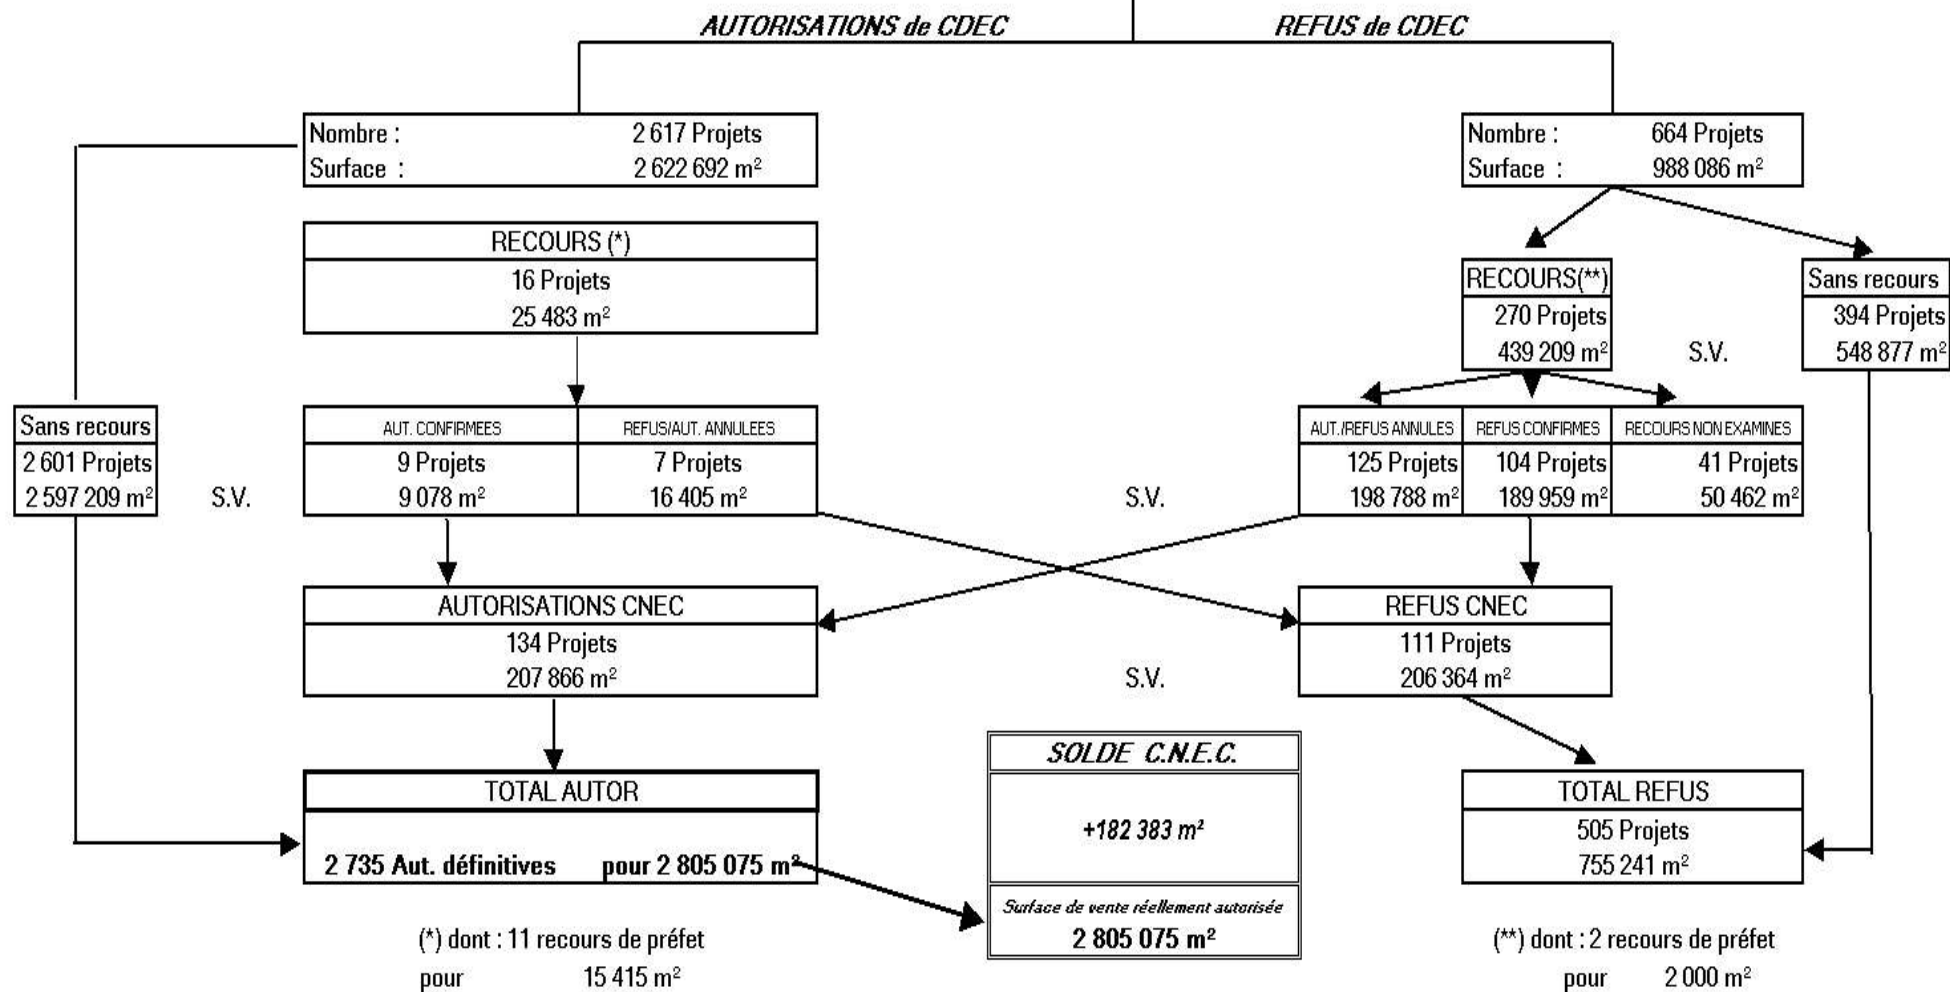 AUTORISATIONS de CDEC
REFUS de CDEC
Nombre : 2 617 Projets
Surface : 2 622 692 m²
Nombre : 664 Projets
Surface : 988 086 m²
RECOURS (*)
16 Projets
25 483 m²
RECOURS(**)
270 Projets
439 209 m²
S.V.
Sans recours
394 Projets
548 877 m²
Sans recours
2 601 Projets
2 597 209 m²
S.V.
AUT. CONFIRMEES
9 Projets
9 078 m²
REFUS/AUT. ANNULEES
7 Projets
16 405 m²
S.V.
AUT./REFUS ANNULES
125 Projets
198 788 m²
REFUS CONFIRMES
104 Projets
189 959 m²
RECOURS NON EXAMINES
41 Projets
50 462 m²
AUTORISATIONS CNEC
134 Projets
207 866 m²
S.V.
REFUS CNEC
111 Projets
206 364 m²
TOTAL AUTOR
2 735 Aut. définitives pour 2 805 075 m²
SOLDE C.N.E.C.
+182 383 m²
Surface de vente réellement autorisée
2 805 075 m²
TOTAL REFUS
505 Projets
755 241 m²
(*) dont : 11 recours de préfet
pour 15 415 m²
(**) dont : 2 recours de préfet
pour 2 000 m²